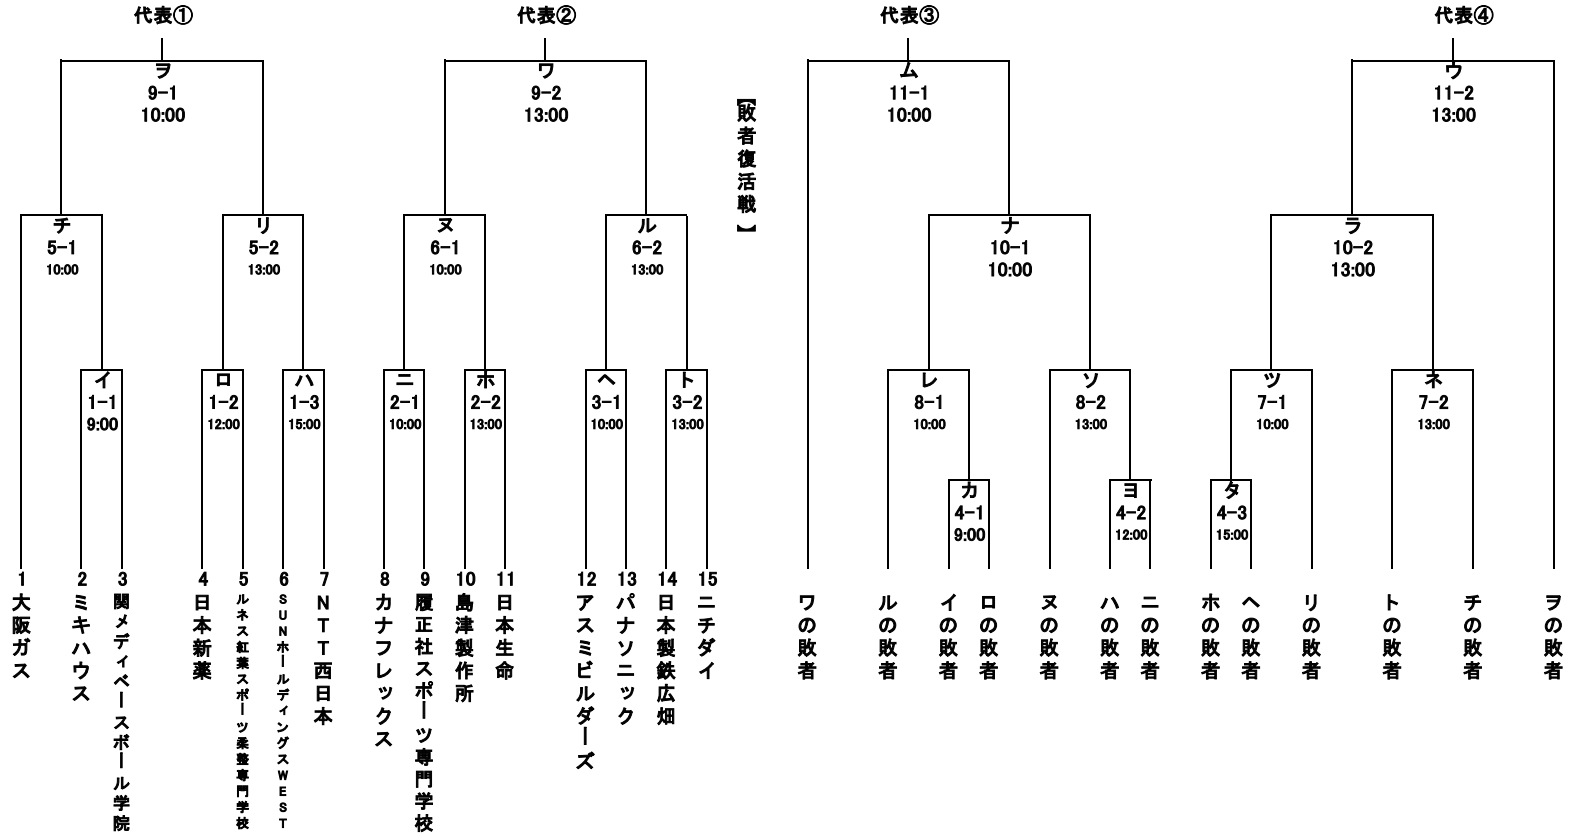 代表①
代表②
代表③
代表④
ヲ
9-1
10:00
ワ
9-2
13:00
【敗者復活戦】
ム
11-1
10:00
ウ
11-2
13:00
チ
5-1
10:00
リ
5-2
13:00
ヌ
6-1
10:00
ル
6-2
13:00
ナ
10-1
10:00
ラ
10-2
13:00
イ
1-1
9:00
ロ
1-2
12:00
ハ
1-3
15:00
ニ
2-1
10:00
ホ
2-2
13:00
ヘ
3-1
10:00
ト
3-2
13:00
レ
8-1
10:00
ソ
8-2
13:00
ツ
7-1
10:00
ネ
7-2
13:00
カ
4-1
9:00
ヨ
4-2
12:00
タ
4-3
15:00
1 大阪ガス
2 ミキハウス
3 関メディベースボール学院
4 日本新薬
5 ルネス紅葉スポーツ柔整専門学校
6 SUNホールディングスWEST
7 NTT西日本
8 カナフレックス
9 履正社スポーツ専門学校
10 島津製作所
11 日本生命
12 アスミビルダーズ
13 パナソニック
14 日本製鉄広畑
15 ニチダイ
ワの敗者
ルの敗者
イの敗者
ロの敗者
ヌの敗者
ハの敗者
ニの敗者
ホの敗者
ヘの敗者
リの敗者
トの敗者
チの敗者
ヲの敗者